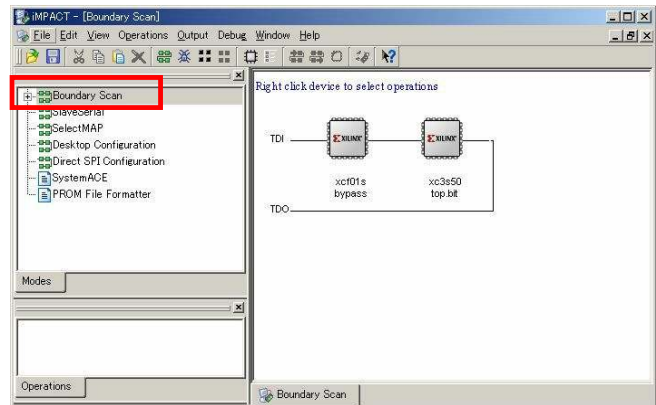 iMPACT - [Boundary Scan]
File Edit View Operations Output Debug Window Help
Boundary Scan
SlaveSerial
SelectMAP
Desktop Configuration
Direct SPI Configuration
SystemACE
PROM File Formatter
Modes
Operations
Right click device to select operations
TDI
XILINX
XILINX
xcf01s
bypass
xc3s50
top.bit
TDO
Boundary Scan